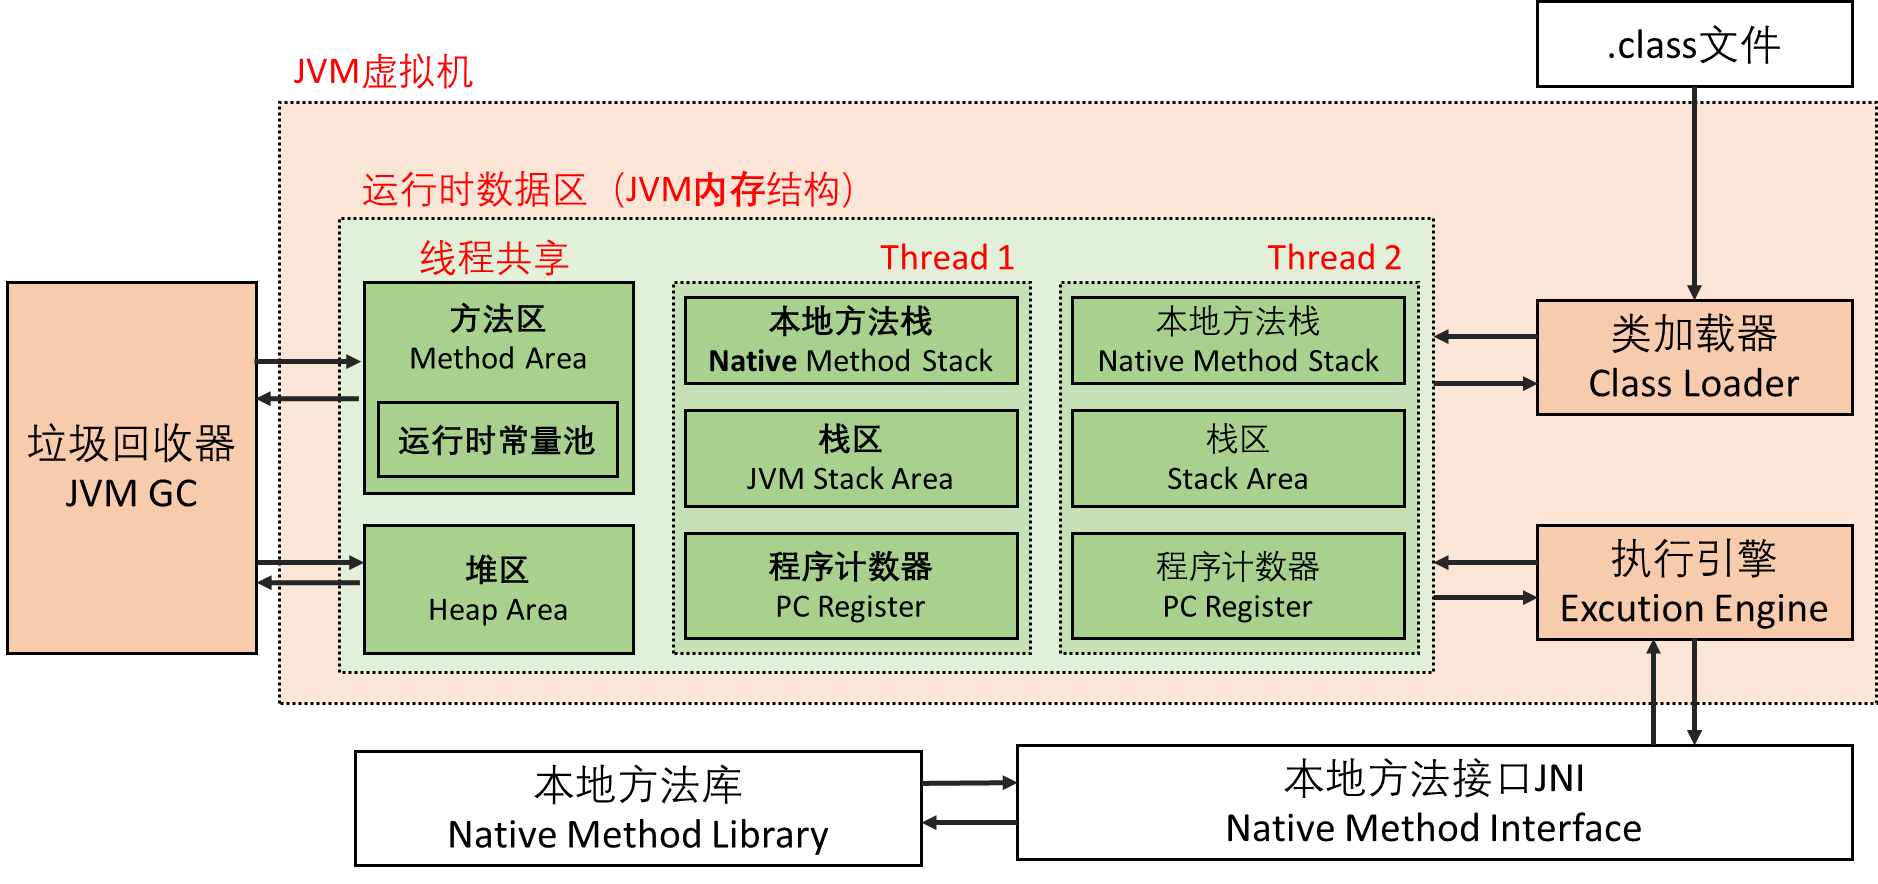 .class文件
JVM虚拟机
运行时数据区（JVM内存结构）
线程共享
方法区
Method Area
运行时常量池
堆区
Heap Area
Thread 1
本地方法栈
Native Method Stack
栈区
JVM Stack Area
程序计数器
PC Register
Thread 2
本地方法栈
Native Method Stack
栈区
Stack Area
程序计数器
PC Register
垃圾回收器
JVM GC
类加载器
Class Loader
执行引擎
Excution Engine
本地方法库
Native Method Library
本地方法接口JNI
Native Method Interface